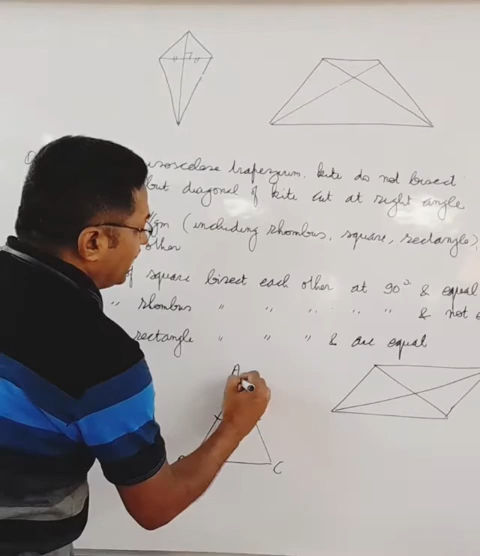 isoscelese trapezium. kite do not bisect
but diagonal of kite cut at right angle
gm (including rhombus, square, rectangle)
other
square bisect each other at 90° & equal
" rhombus " " " " " & not
rectangle " " " & are equal
A
C